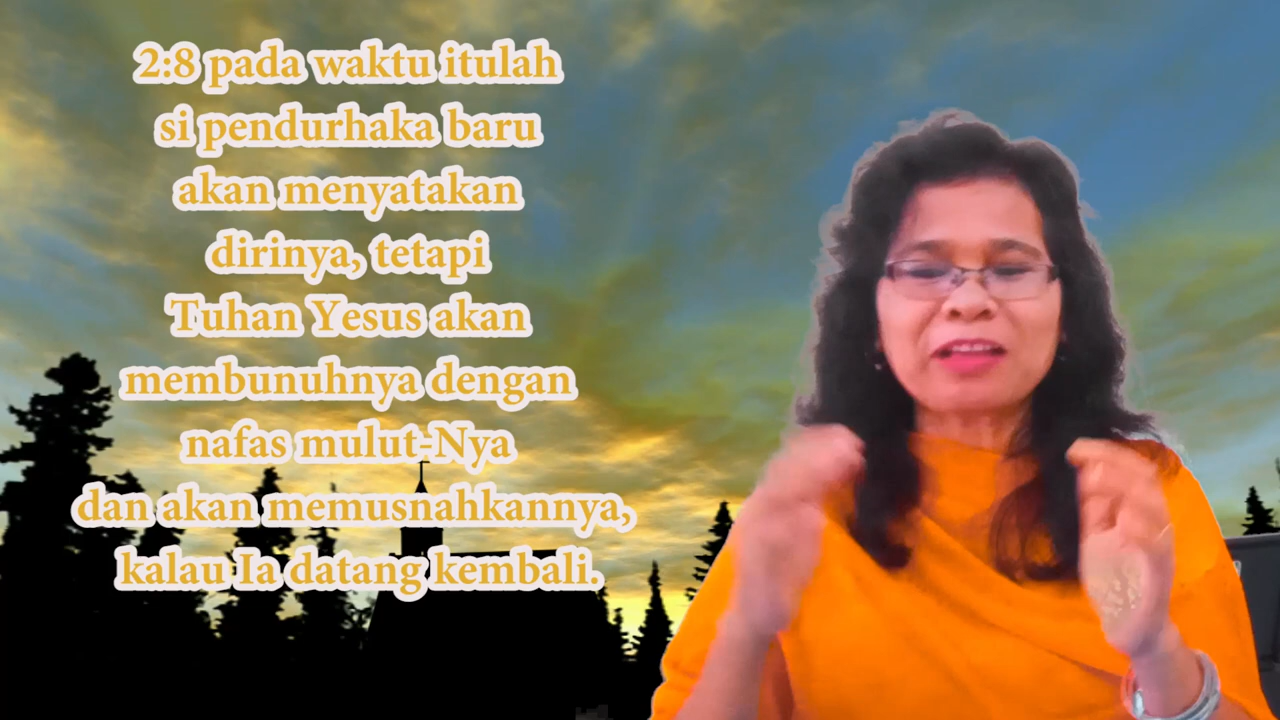 2:8 pada waktu itulah
si pendurhaka baru
akan menyatakan
dirinya, tetapi
Tuhan Yesus akan
membunuhnya dengan
nafas mulut-Nya
dan akan memusnahkannya,
kalau Ia datang kembali.